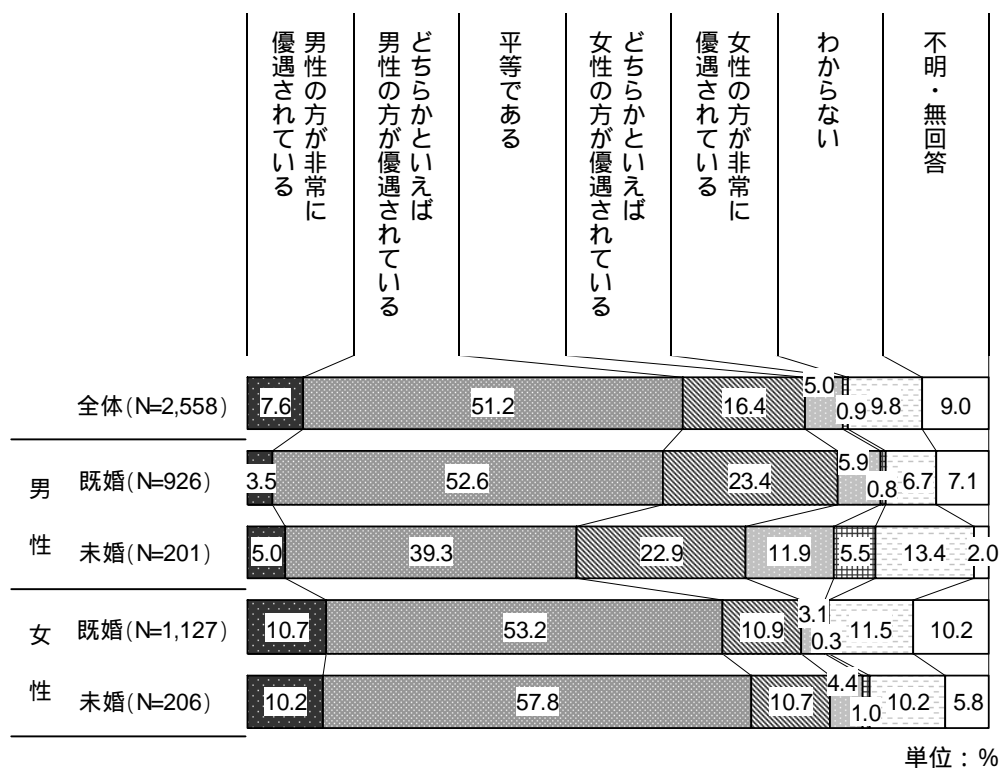 男性の方が非常に
優遇されている
どちらかといえば
男性の方が優遇されている
平等である
どちらかといえば
女性の方が優遇されている
女性の方が非常に
優遇されている
わからない
不明・無回答
全体(N=2,558)
7.6
51.2
16.4
5.0
0.9
9.8
9.0
男性
既婚(N=926)
3.5
52.6
23.4
5.9
0.8
6.7
7.1
未婚(N=201)
5.0
39.3
22.9
11.9
5.5
13.4
2.0
女性
既婚(N=1,127)
10.7
53.2
10.9
3.1
0.3
11.5
10.2
未婚(N=206)
10.2
57.8
10.7
4.4
1.0
10.2
5.8
単位：%